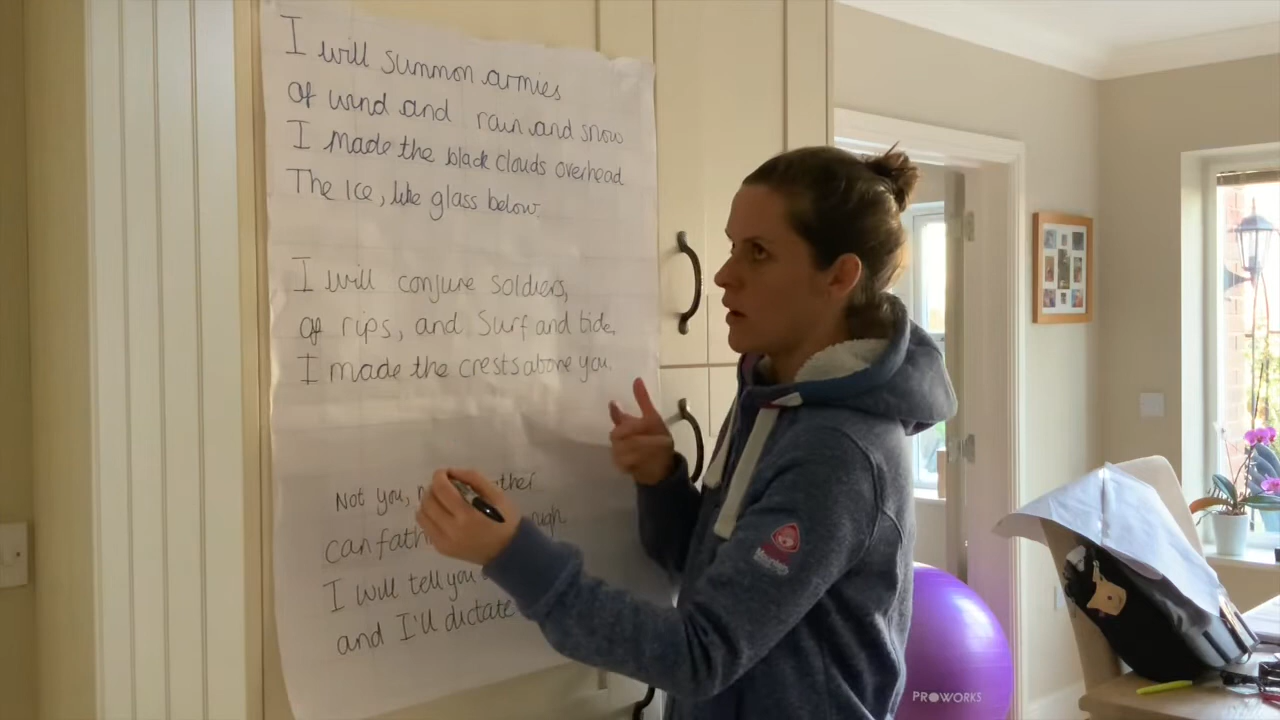 I will summon armies
of wind and rain and snow
I made the black clouds overhead
The Ice, like glass below.
I will conjure soldiers,
of rips, and Surf and tide,
I made the crests above you.
Not you,
can
I will tell you
and I'll dictate
PROWORKS